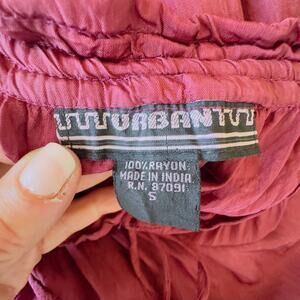 URBAN
100% RAYON
MADE IN INDIA
R.N. 87091
S